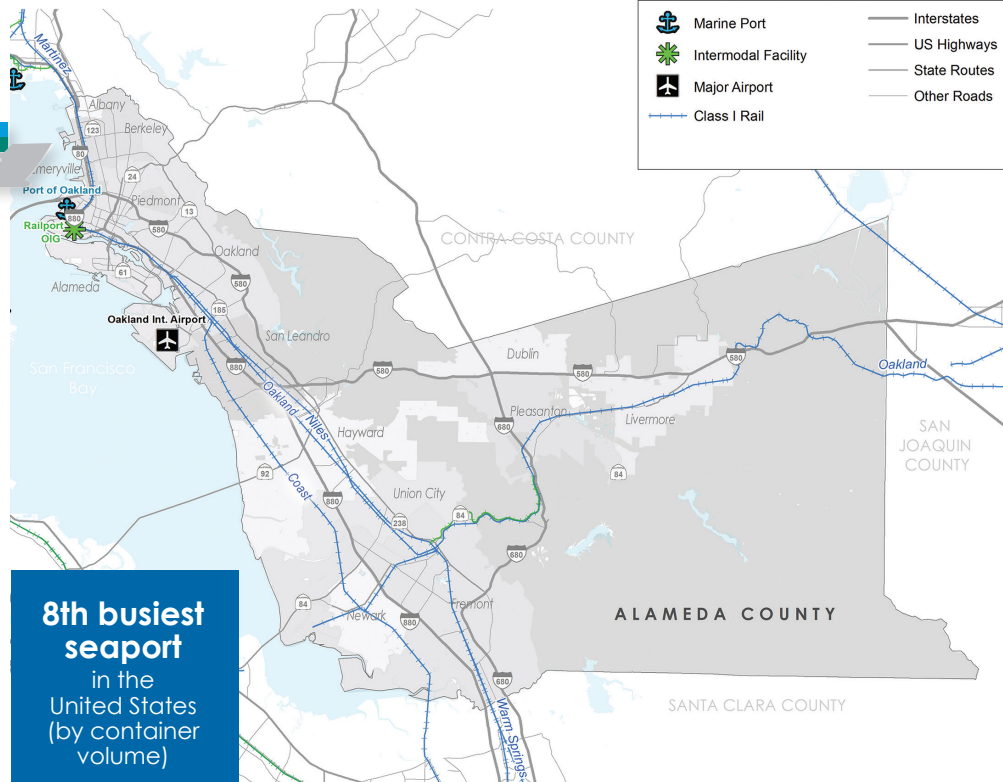 Marine Port
Intermodal Facility
Major Airport
Class I Rail
Interstates
US Highways
State Routes
Other Roads
Martinez
Albany
123
Berkeley
80
24
Port of Oakland
Piedmont
13
880
Railport
OIG
580
Oakland
CONTRA COSTA COUNTY
61
Alameda
580
185
Oakland Int. Airport
San Leandro
San Francisco
Bay
880
580
Dublin
580
580
Oakland
Oakland
Niles
Pleasanton
Livermore
680
Hayward
SAN
JOAQUIN
COUNTY
92
84
Coast
880
Union City
238
84
680
8th busiest
seaport
in the
United States
(by container
volume)
84
Newark
Fremont
880
ALAMEDA COUNTY
680
Warm Springs
SANTA CLARA COUNTY